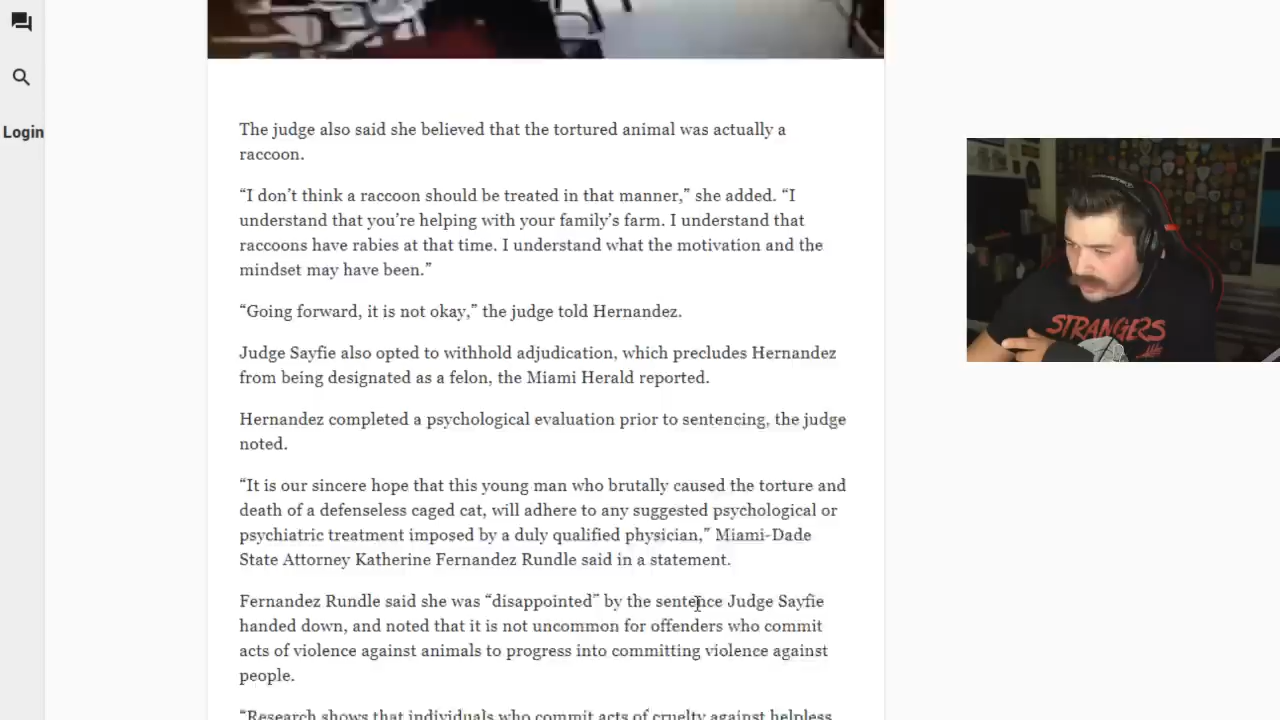 Login
The judge also said she believed that the tortured animal was actually a
raccoon.
“I don’t think a raccoon should be treated in that manner,” she added. “I
understand that you’re helping with your family’s farm. I understand that
raccoons have rabies at that time. I understand what the motivation and the
mindset may have been.”
“Going forward, it is not okay,” the judge told Hernandez.
Judge Sayfie also opted to withhold adjudication, which precludes Hernandez
from being designated as a felon, the Miami Herald reported.
Hernandez completed a psychological evaluation prior to sentencing, the judge
noted.
“It is our sincere hope that this young man who brutally caused the torture and
death of a defenseless caged cat, will adhere to any suggested psychological or
psychiatric treatment imposed by a duly qualified physician,” Miami-Dade
State Attorney Katherine Fernandez Rundle said in a statement.
Fernandez Rundle said she was “disappointed” by the sentence Judge Sayfie
handed down, and noted that it is not uncommon for offenders who commit
acts of violence against animals to progress into committing violence against
people.
“Research shows that individuals who commit acts of cruelty against helpless
STRANGERS